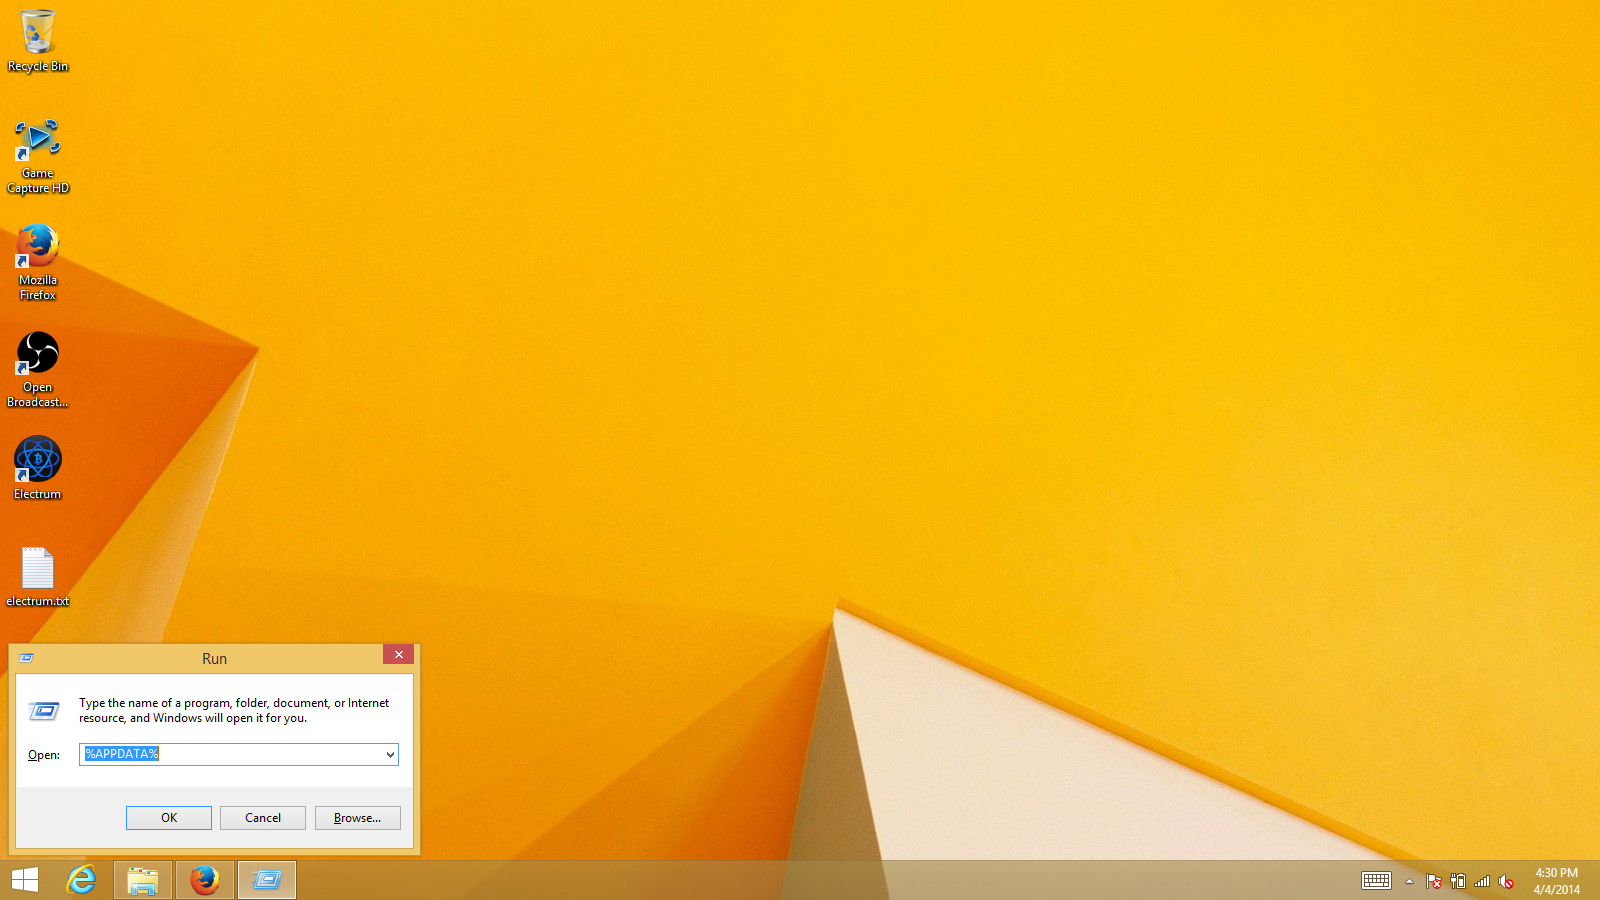 Recycle Bin
Game
Capture HD
Mozilla
Firefox
Open
Broadcast...
Electrum
electrum.txt
Run
Type the name of a program, folder, document, or Internet
resource, and Windows will open it for you.
Open: %APPDATA%
OK Cancel Browse...
4:30 PM
4/4/2014